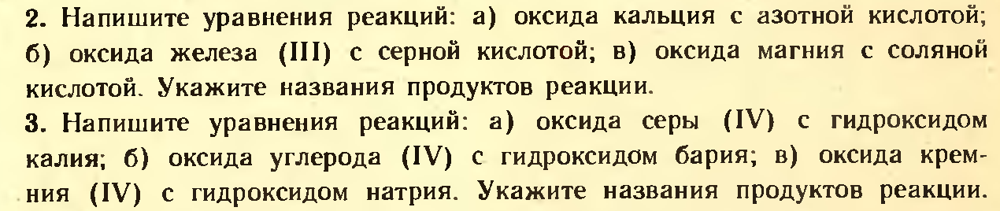 2. Напишите уравнения реакций: а) оксида кальция с азотной кислотой;
б) оксида железа (III) с серной кислотой; в) оксида магния с соляной
кислотой. Укажите названия продуктов реакции.
3. Напишите уравнения реакций: а) оксида серы (IV) с гидроксидом
калия; б) оксида углерода (IV) с гидроксидом бария; в) оксида крем-
ния (IV) с гидроксидом натрия. Укажите названия продуктов реакции.